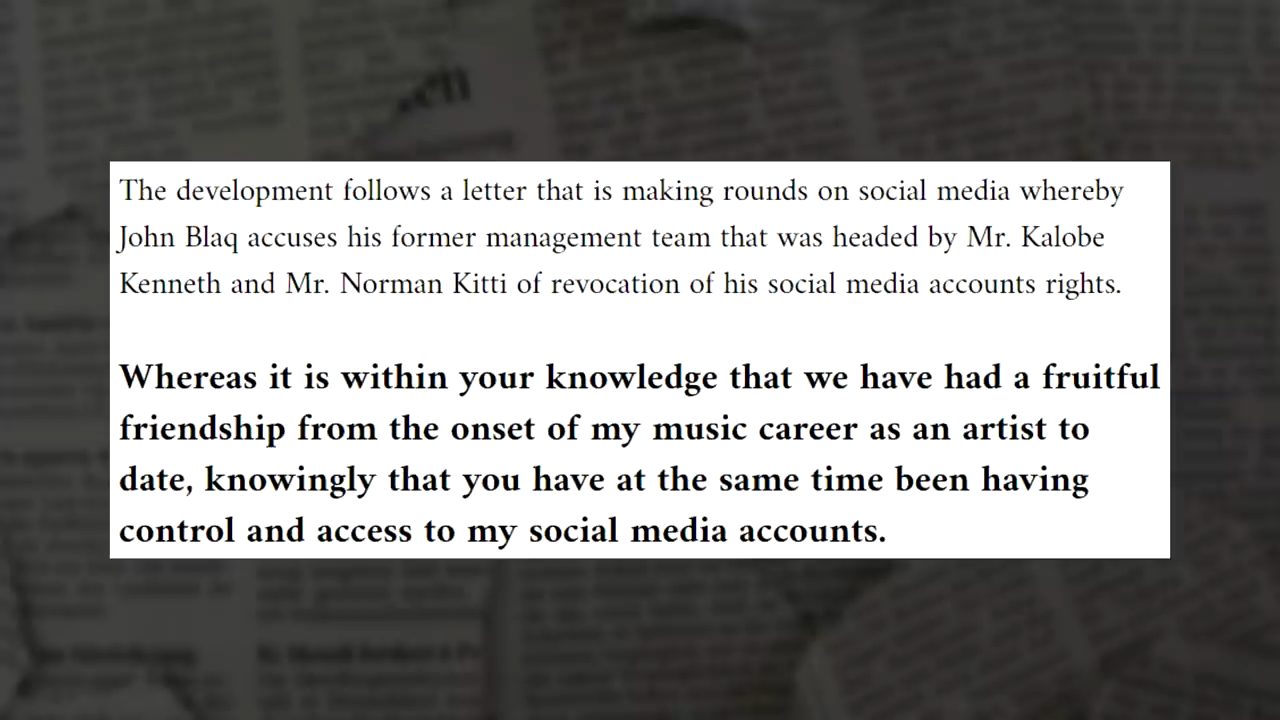 The development follows a letter that is making rounds on social media whereby
John Blaq accuses his former management team that was headed by Mr. Kalobe
Kenneth and Mr. Norman Kitti of revocation of his social media accounts rights.
Whereas it is within your knowledge that we have had a fruitful
friendship from the onset of my music career as an artist to
date, knowingly that you have at the same time been having
control and access to my social media accounts.